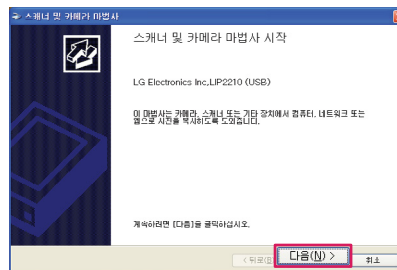 스캐너 및 카메라 마법사
스캐너 및 카메라 마법사 시작
LG Electronics Inc,LIP2210 (USB)
이 마법사는 카메라, 스캐너 또는 기타 장치에서 컴퓨터, 네트워크 또는
웹으로 사진을 복사하도록 도와줍니다.
계속하려면 [다음]을 클릭하십시오.
< 뒤로(B)
다음(N) >
취소